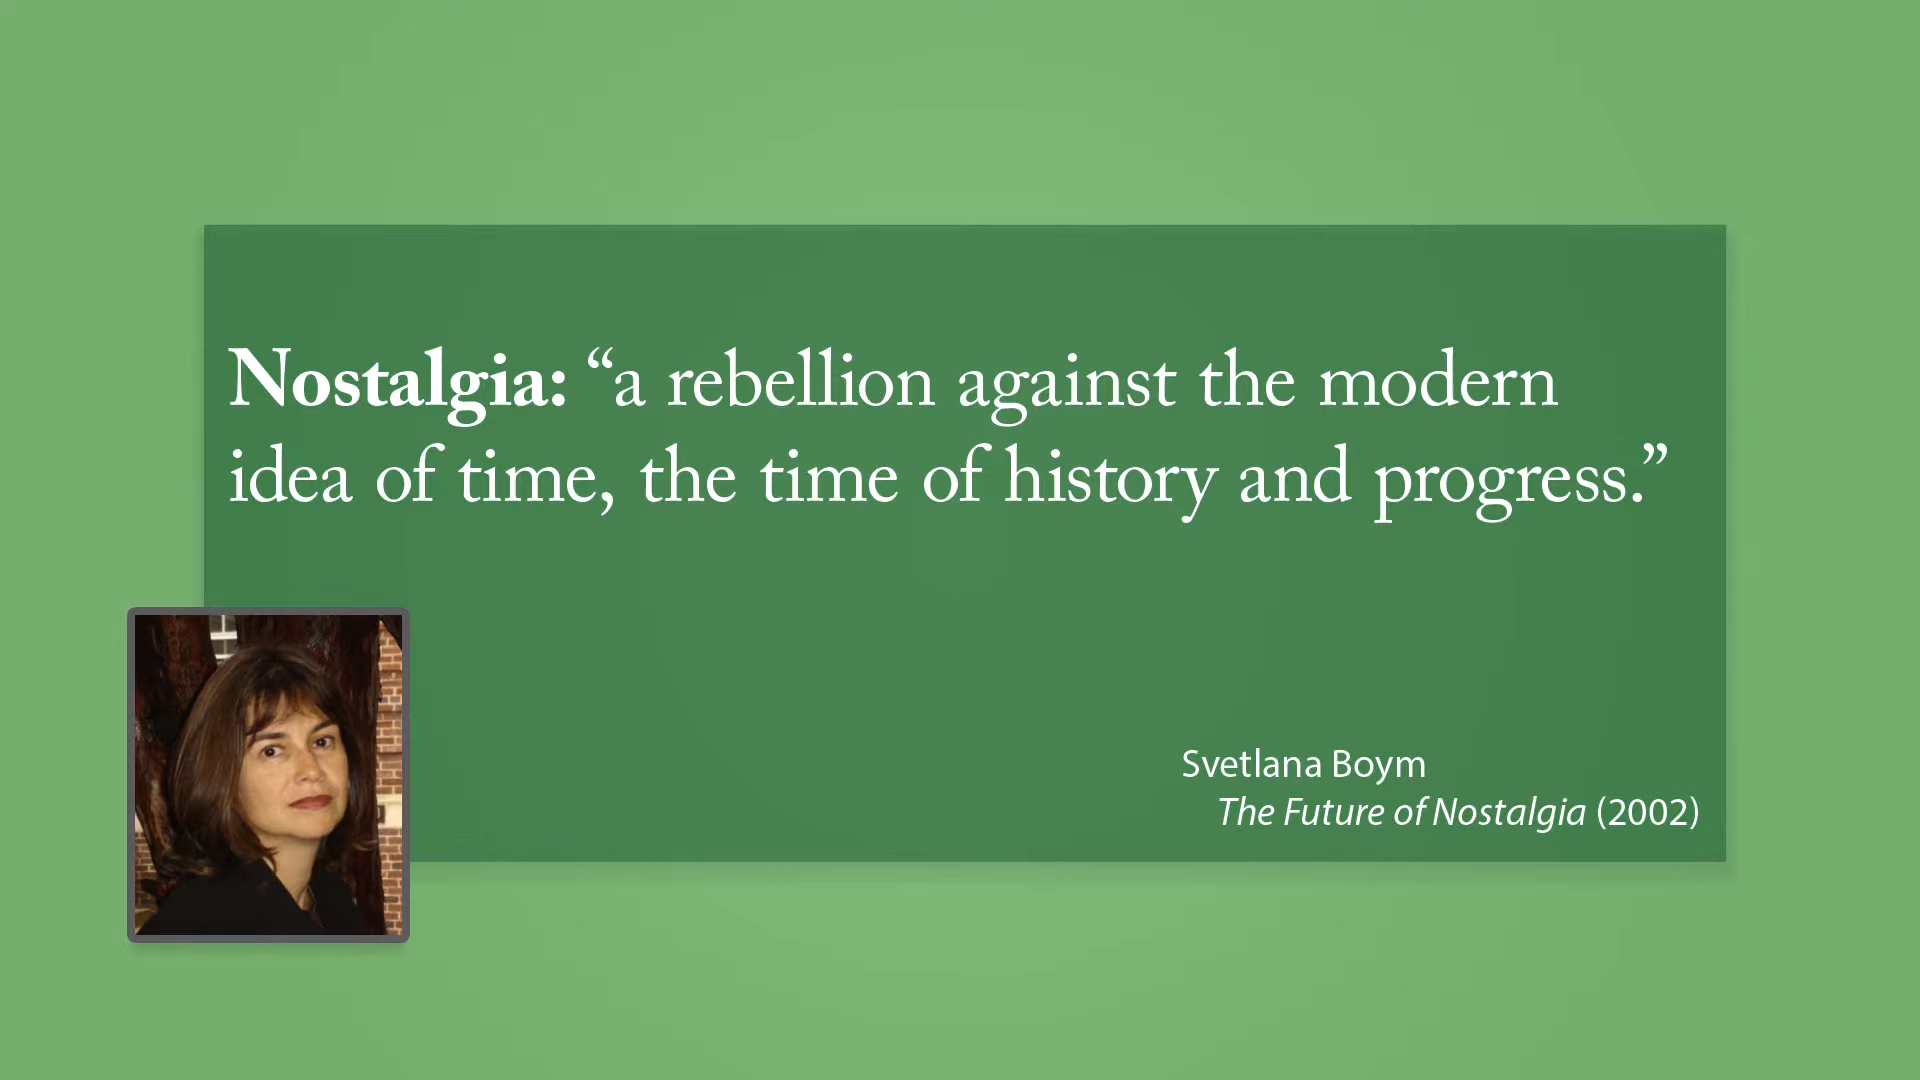 Nostalgia: “a rebellion against the modern
idea of time, the time of history and progress.”
Svetlana Boym
The Future of Nostalgia (2002)